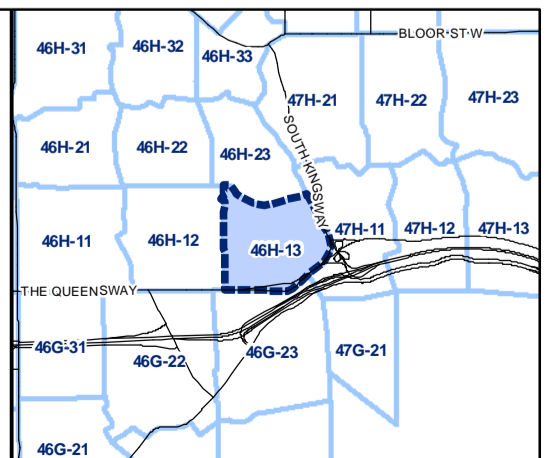 46H-31
46H-32
46H-33
BLOOR ST W
47H-21
47H-22
47H-23
46H-21
46H-22
46H-23
SOUTH KINGSWAY
46H-11
46H-12
46H-13
47H-11
47H-12
47H-13
THE QUEENSWAY
46G-31
46G-22
46G-23
47G-21
46G-21